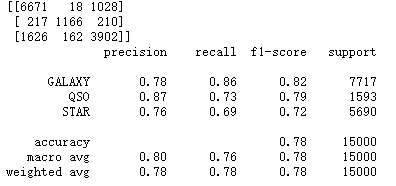 [[6671 18 1028]
[ 217 1166 210]
[1626 162 3902]]
precision recall f1-score support
GALAXY 0.78 0.86 0.82 7717
QSO 0.87 0.73 0.79 1593
STAR 0.76 0.69 0.72 5690
accuracy 0.78 15000
macro avg 0.80 0.76 0.78 15000
weighted avg 0.78 0.78 0.78 15000